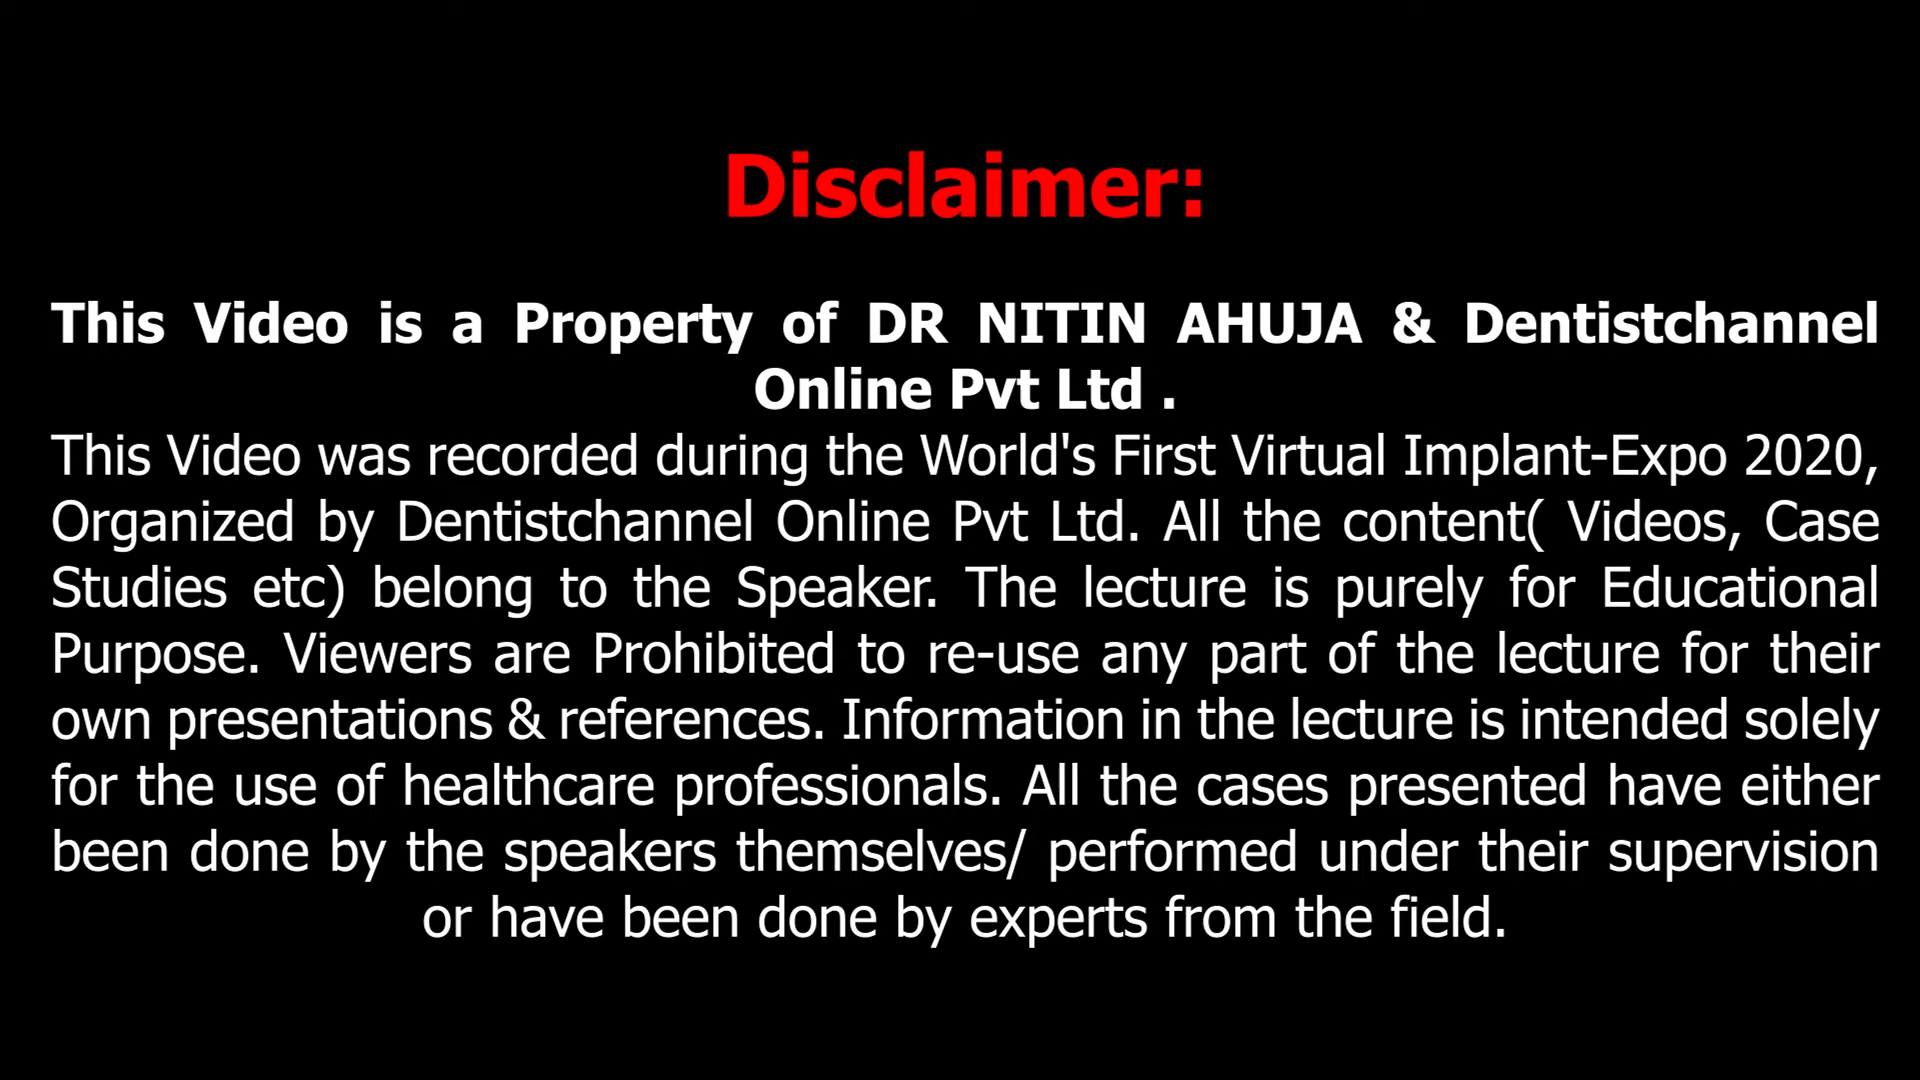 Disclaimer:
This Video is a Property of DR NITIN AHUJA & Dentistchannel
Online Pvt Ltd .
This Video was recorded during the World's First Virtual Implant-Expo 2020,
Organized by Dentistchannel Online Pvt Ltd. All the content( Videos, Case
Studies etc) belong to the Speaker. The lecture is purely for Educational
Purpose. Viewers are Prohibited to re-use any part of the lecture for their
own presentations & references. Information in the lecture is intended solely
for the use of healthcare professionals. All the cases presented have either
been done by the speakers themselves/ performed under their supervision
or have been done by experts from the field.